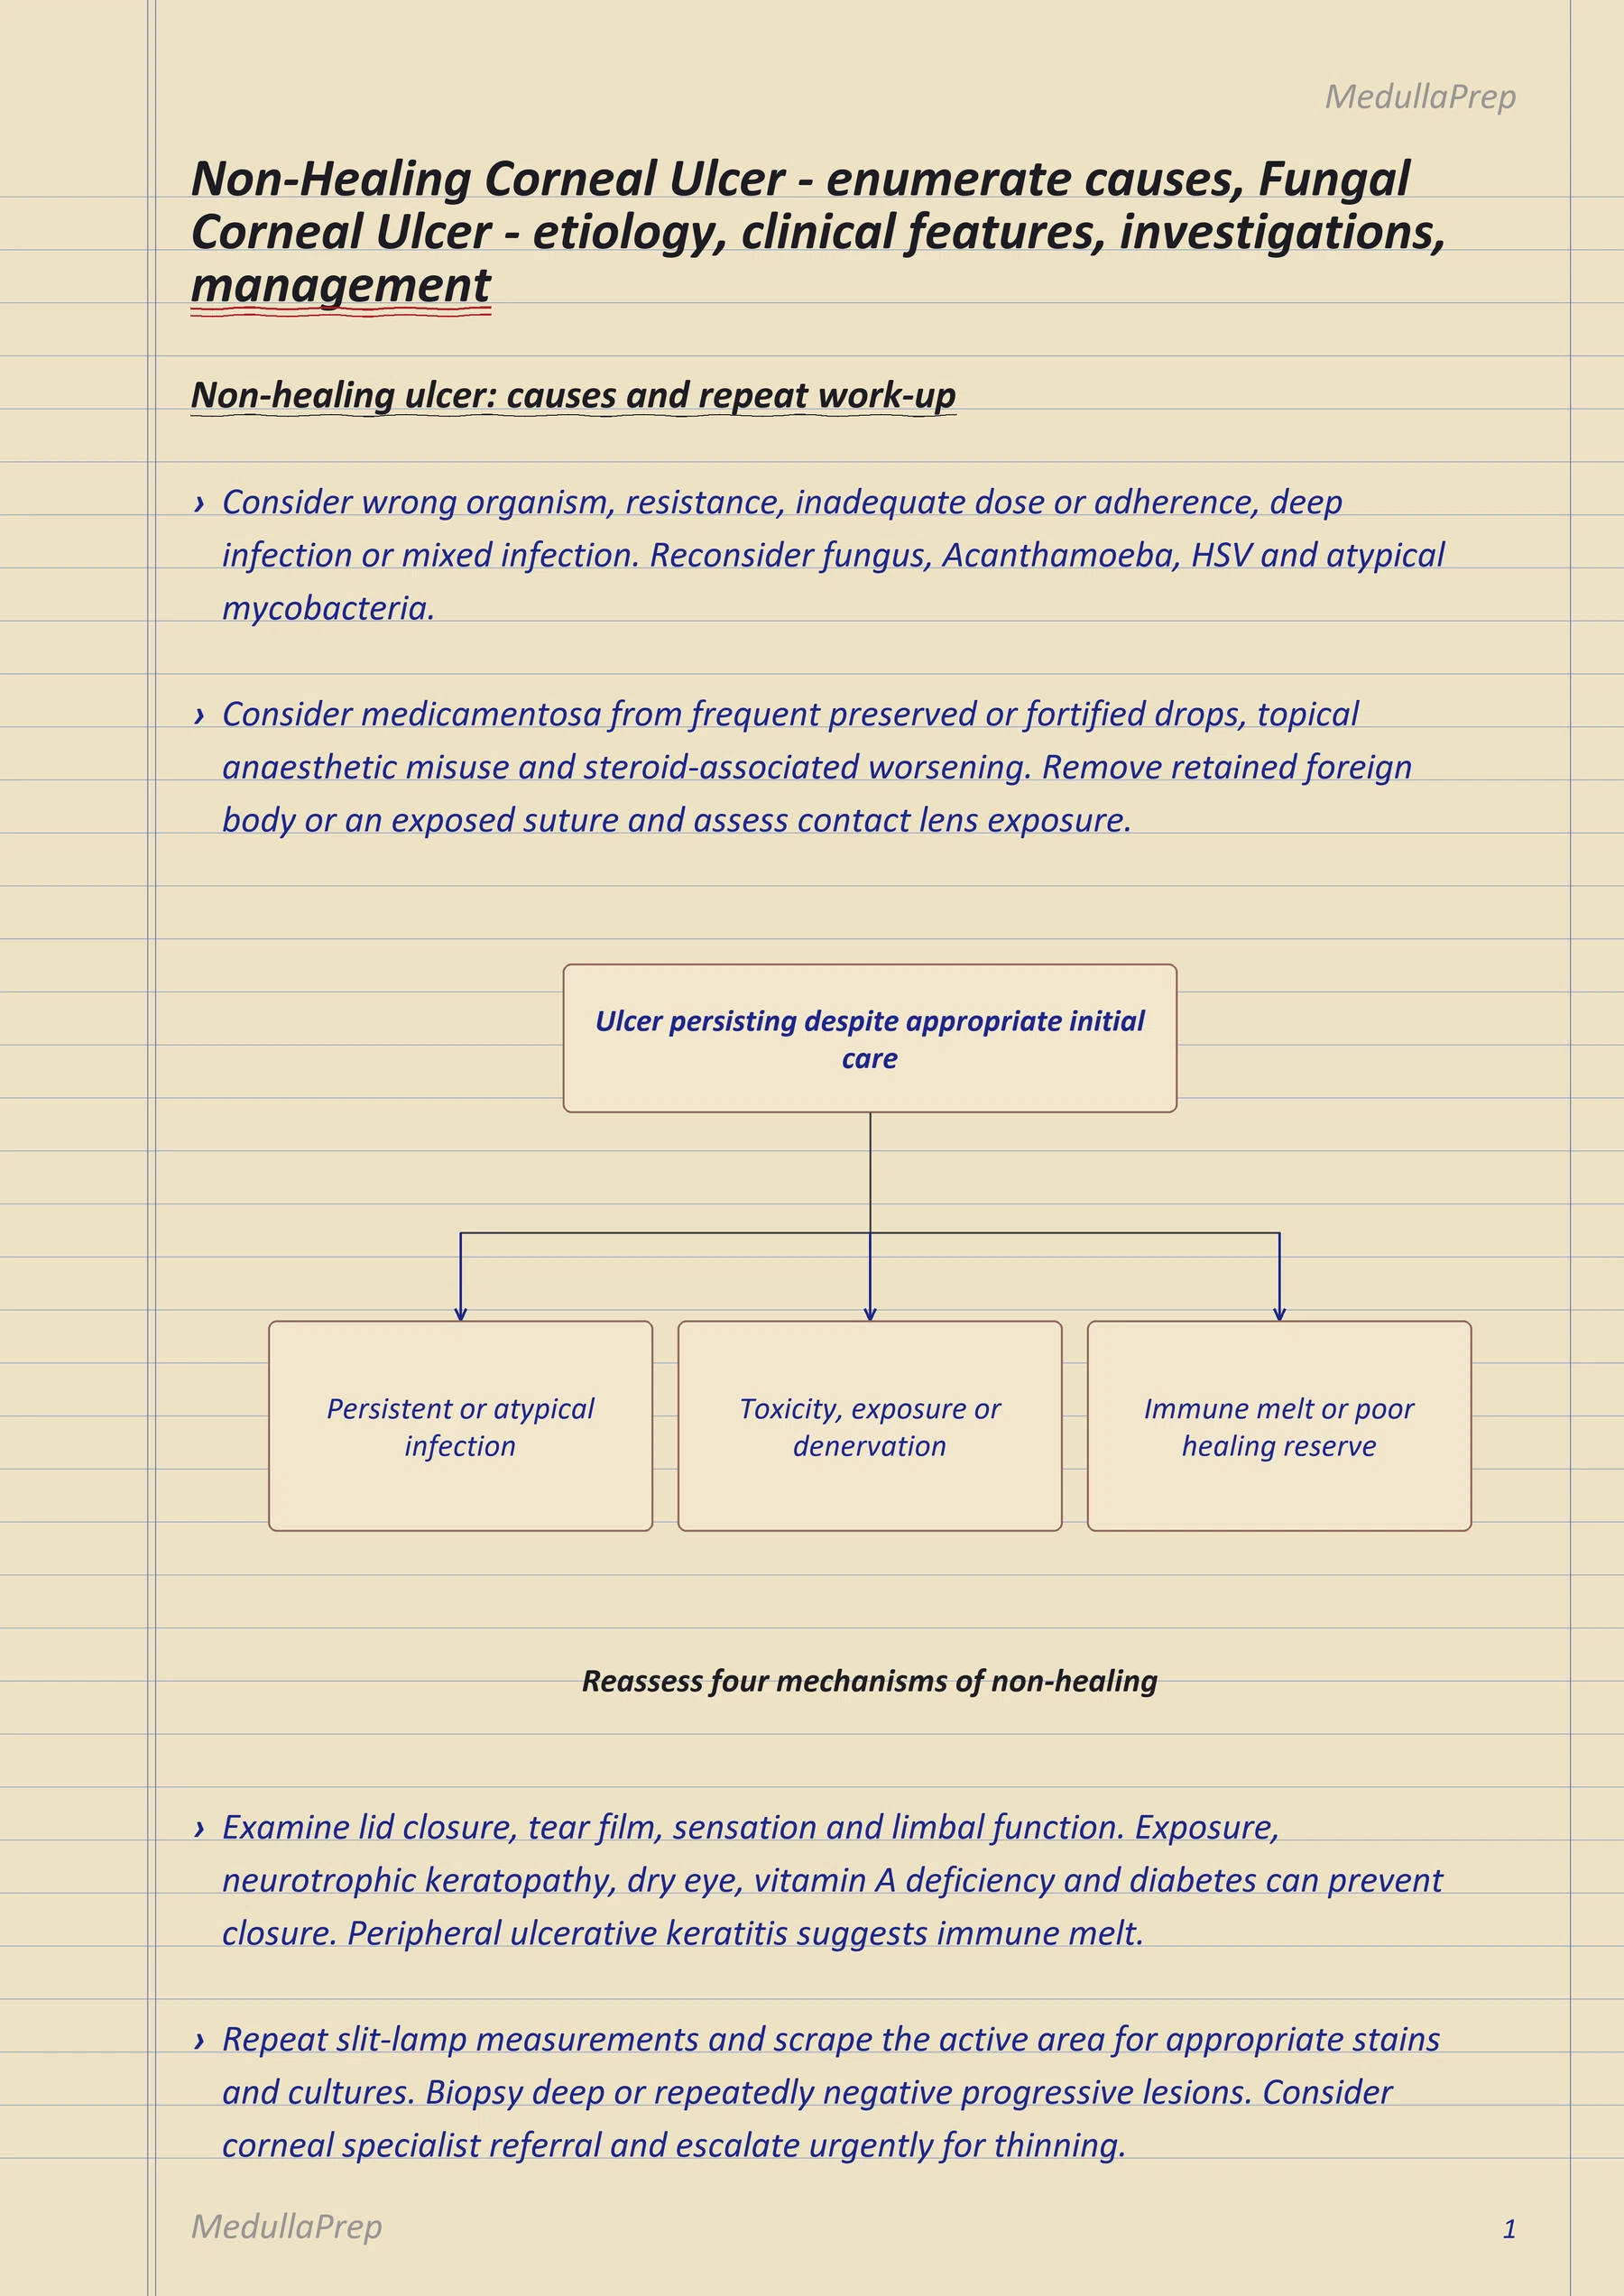 MedullaPrep
Non-Healing Corneal Ulcer - enumerate causes, Fungal
Corneal Ulcer - etiology, clinical features, investigations,
management
Non-healing ulcer: causes and repeat work-up
› Consider wrong organism, resistance, inadequate dose or adherence, deep
infection or mixed infection. Reconsider fungus, Acanthamoeba, HSV and atypical
mycobacteria.
› Consider medicamentosa from frequent preserved or fortified drops, topical
anaesthetic misuse and steroid-associated worsening. Remove retained foreign
body or an exposed suture and assess contact lens exposure.
Ulcer persisting despite appropriate initial
care
Persistent or atypical
infection
Toxicity, exposure or
denervation
Immune melt or poor
healing reserve
Reassess four mechanisms of non-healing
› Examine lid closure, tear film, sensation and limbal function. Exposure,
neurotrophic keratopathy, dry eye, vitamin A deficiency and diabetes can prevent
closure. Peripheral ulcerative keratitis suggests immune melt.
› Repeat slit-lamp measurements and scrape the active area for appropriate stains
and cultures. Biopsy deep or repeatedly negative progressive lesions. Consider
corneal specialist referral and escalate urgently for thinning.
MedullaPrep
1